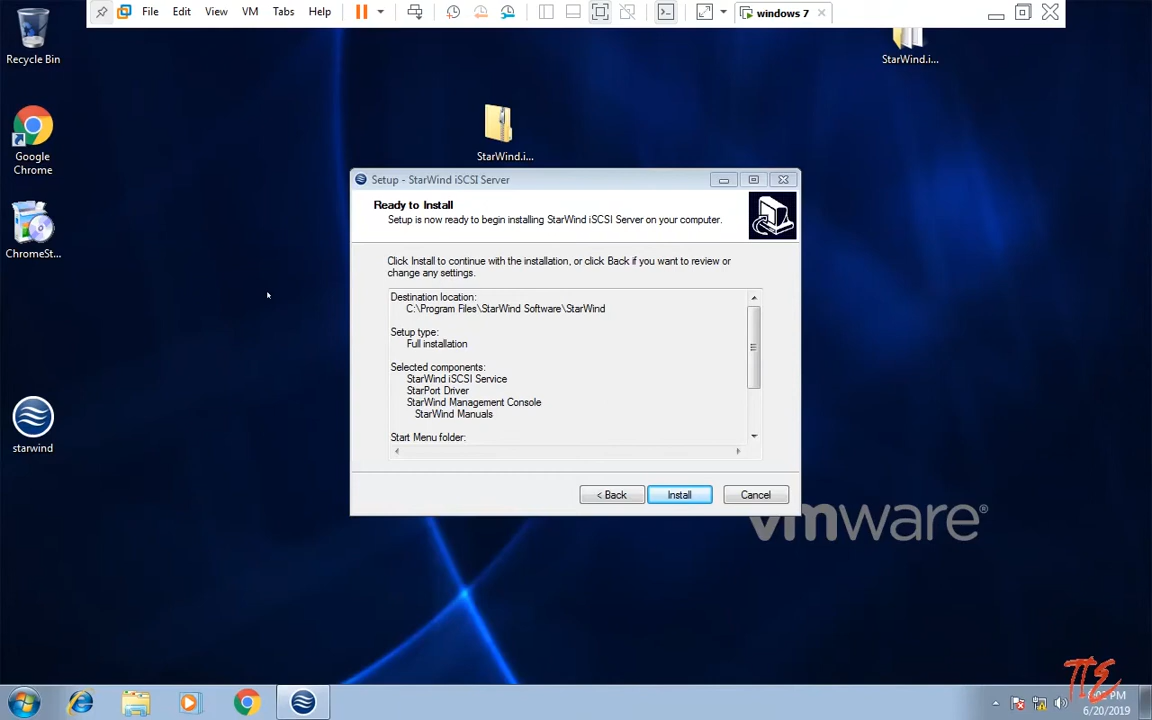 File Edit View VM Tabs Help
windows 7
Recycle Bin
StarWind.i...
Google
Chrome
StarWind.i...
ChromeSt...
starwind
Setup - StarWind iSCSI Server
Ready to Install
Setup is now ready to begin installing StarWind iSCSI Server on your computer.
Click Install to continue with the installation, or click Back if you want to review or
change any settings.
Destination location:
C:\Program Files\StarWind Software\StarWind
Setup type:
Full installation
Selected components:
StarWind iSCSI Service
StarPort Driver
StarWind Management Console
StarWind Manuals
Start Menu folder:
< Back
Install
Cancel
vmware®
PM
6/20/2019